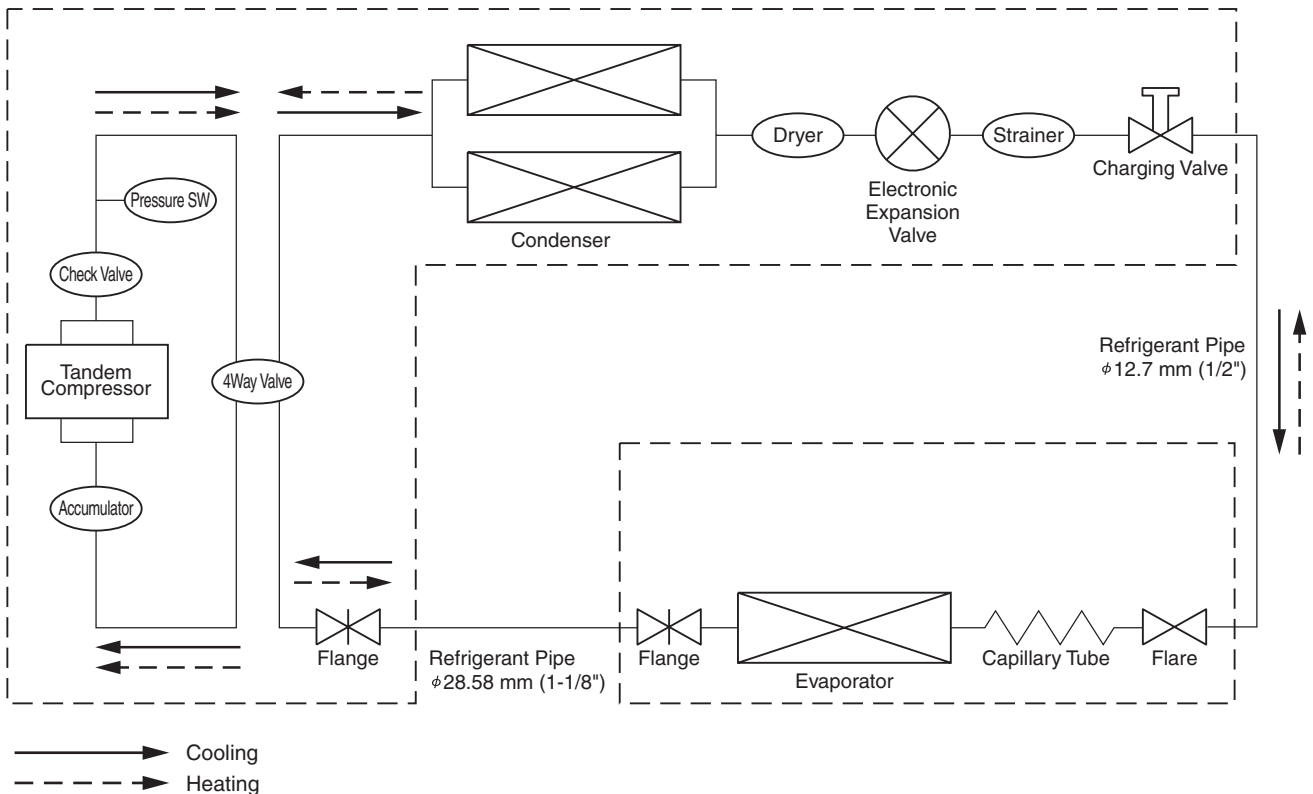 Dryer
Strainer
Charging Valve
Electronic
Expansion
Valve
Pressure SW
Condenser
Check Valve
Tandem
Compressor
4Way Valve
Refrigerant Pipe
φ12.7 mm (1/2")
Accumulator
Flange
Refrigerant Pipe
φ28.58 mm (1-1/8")
Flange
Evaporator
Capillary Tube
Flare
Cooling
Heating